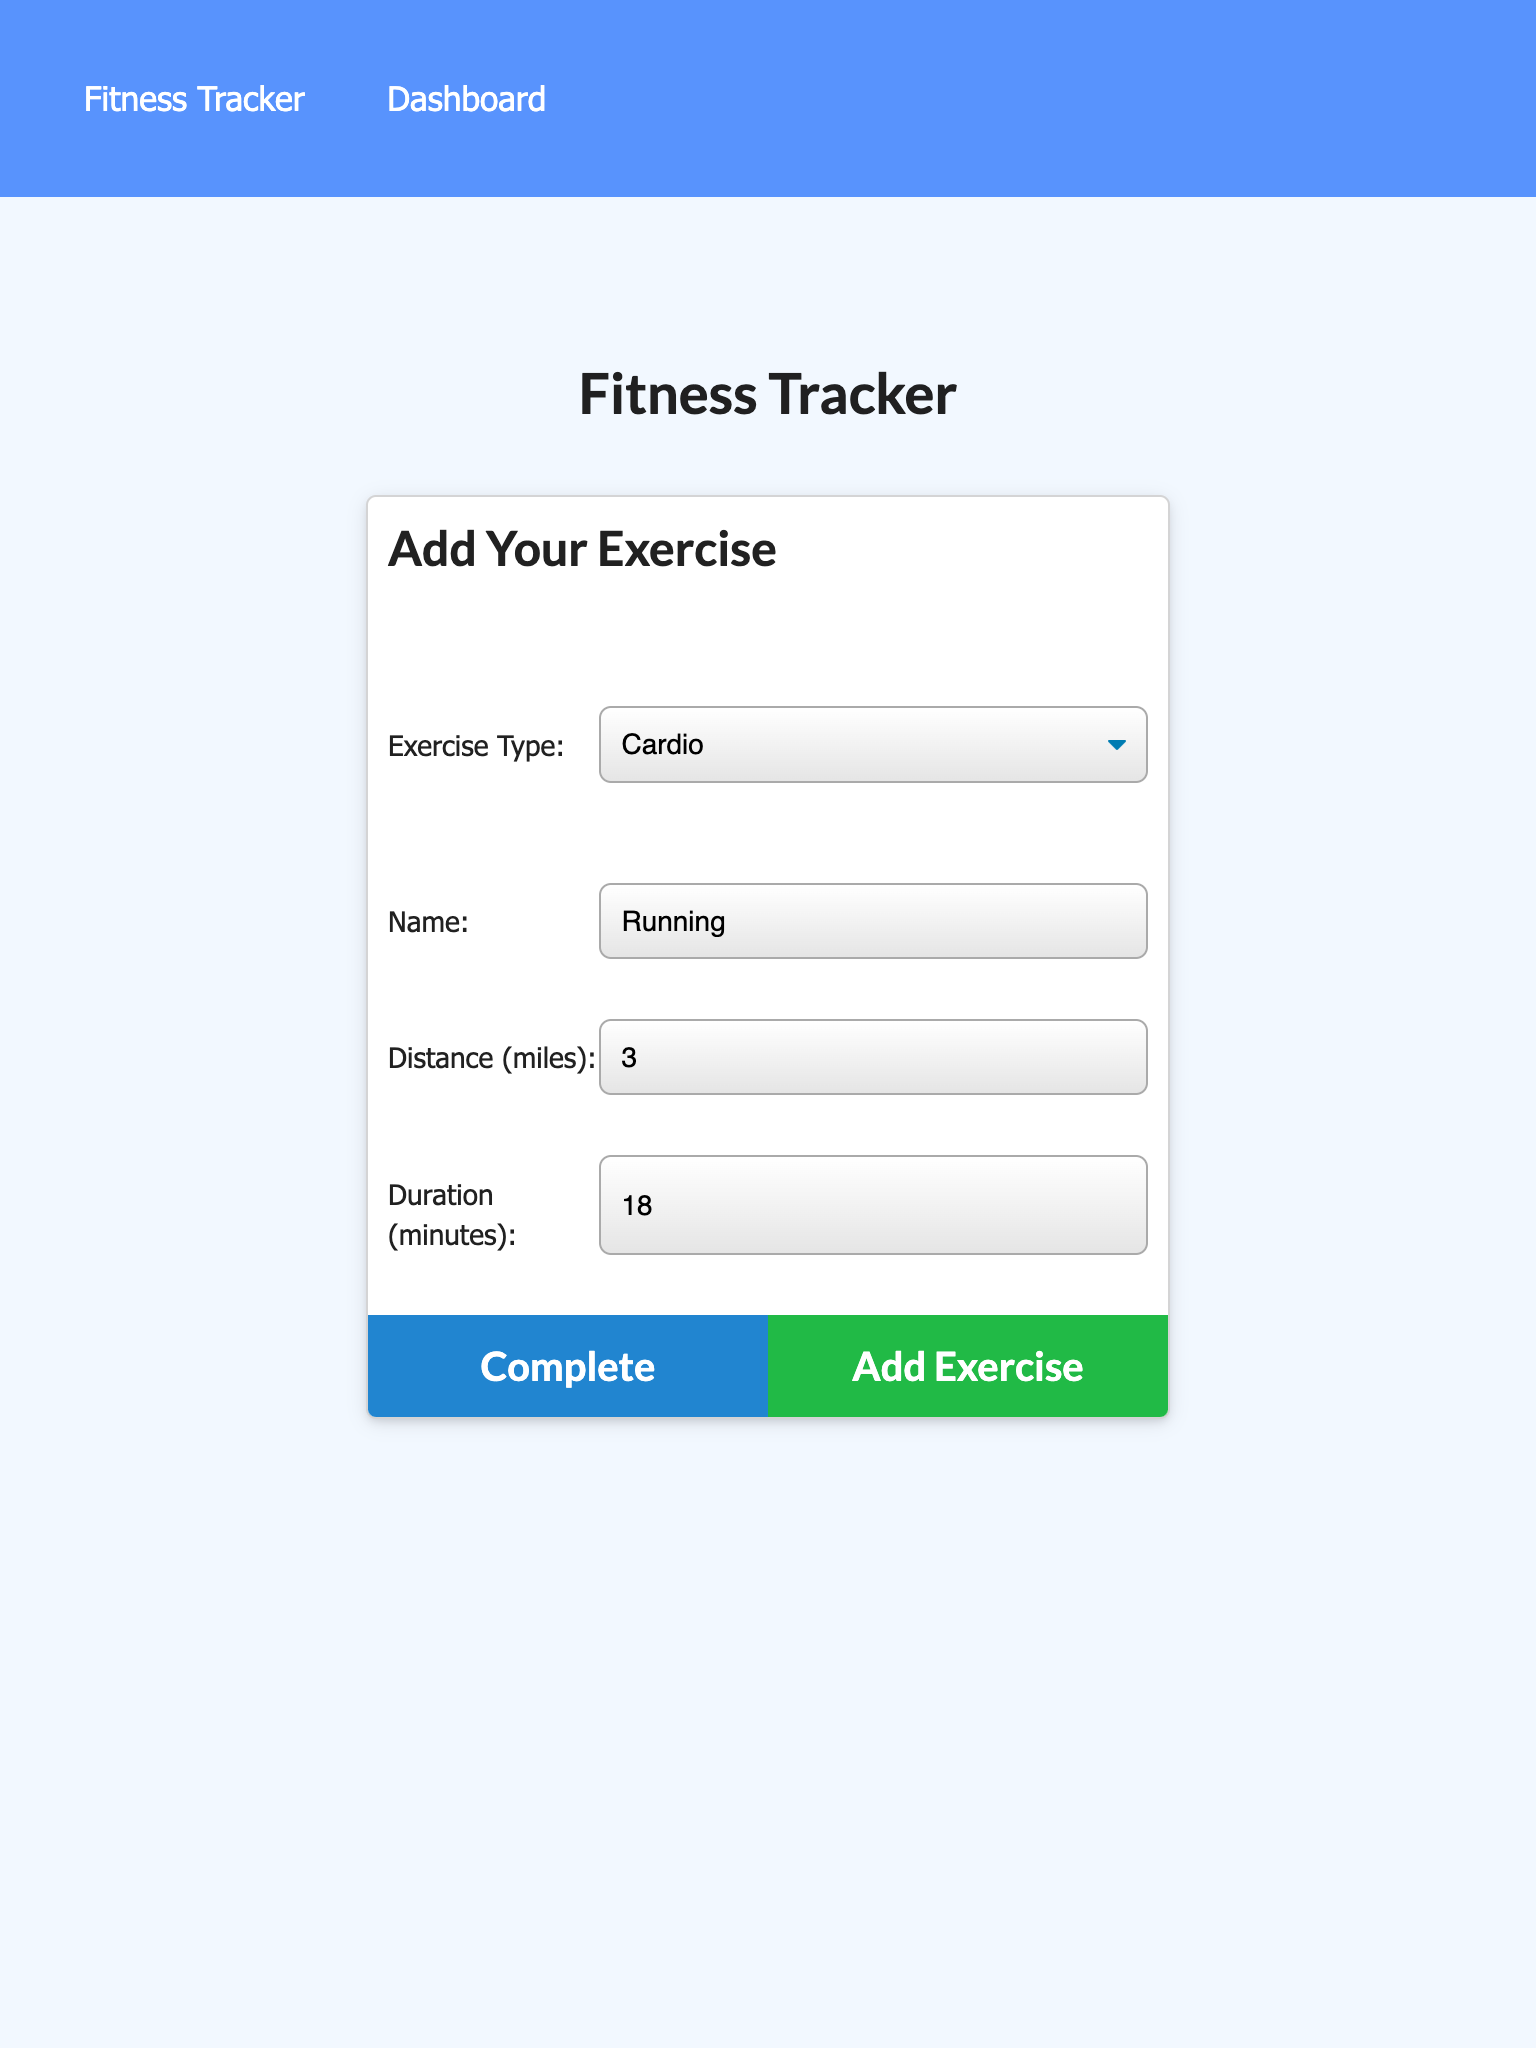 Fitness Tracker Dashboard
Fitness Tracker
Add Your Exercise
Exercise Type: Cardio
Name: Running
Distance (miles): 3
Duration
(minutes): 18
Complete Add Exercise